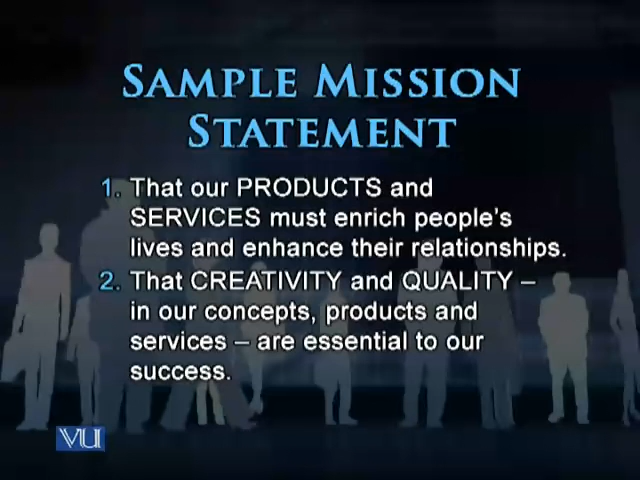 SAMPLE MISSION
STATEMENT
1. That our PRODUCTS and
SERVICES must enrich people's
lives and enhance their relationships.
2. That CREATIVITY and QUALITY –
in our concepts, products and
services – are essential to our
success.
VU